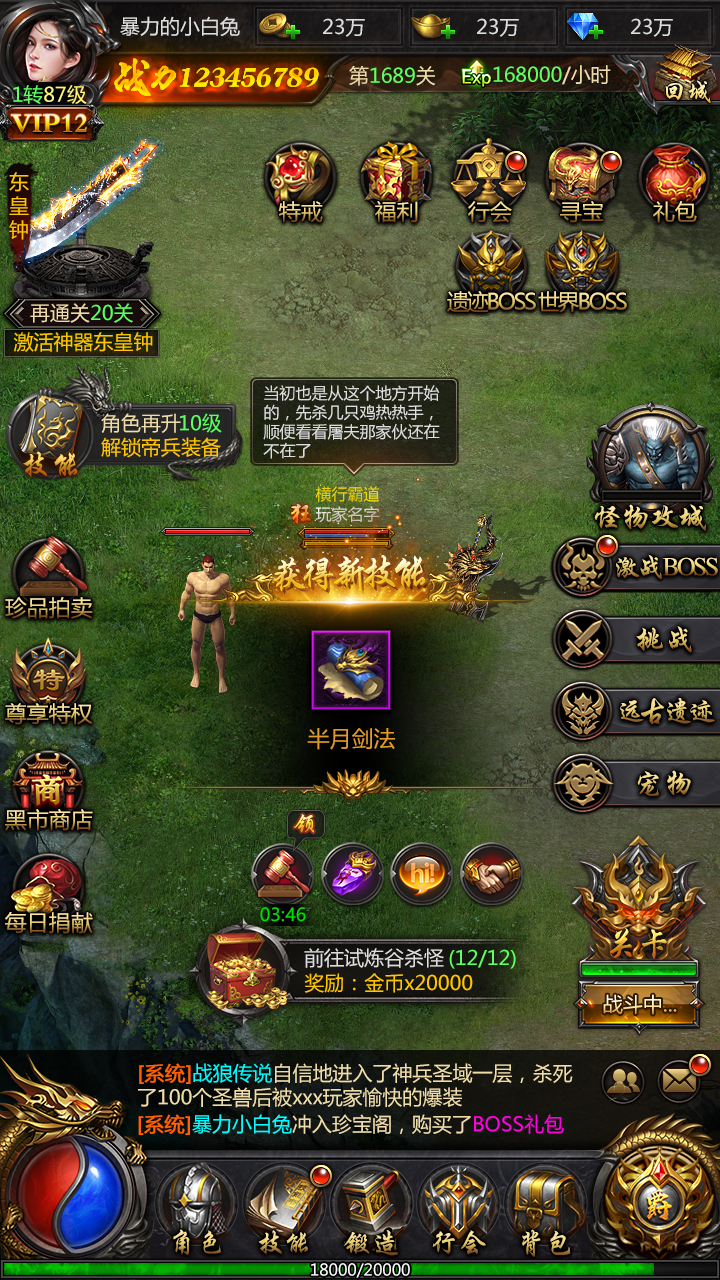 暴力的小白兔
23万
23万
23万
1转87级
战力123456789
第1689关
Exp168000/小时
回城
VIP12
东皇钟
特戒
福利
行会
寻宝
礼包
遗迹BOSS
世界BOSS
再通关20关
激活神器东皇钟
技能
角色再升10级
解锁帝兵装备
当初也是从这个地方开始
的，先杀几只鸡热热手，
顺便看看屠夫那家伙还在
不在了
横行霸道
狂 玩家名字
怪物攻城
获得新技能
激战BOSS
珍品拍卖
挑战
特
尊享特权
远古遗迹
半月剑法
宠物
商
黑市商店
领
hi!
03:46
每日捐献
关卡
前往试炼谷杀怪 (12/12)
奖励：金币x20000
战斗中...
[系统]战狼传说自信地进入了神兵圣域一层，杀死
了100个圣兽后被xxx玩家愉快的爆装
[系统]暴力小白兔冲入珍宝阁，购买了BOSS礼包
角色
技能
锻造
行会
背包
爵
18000/20000